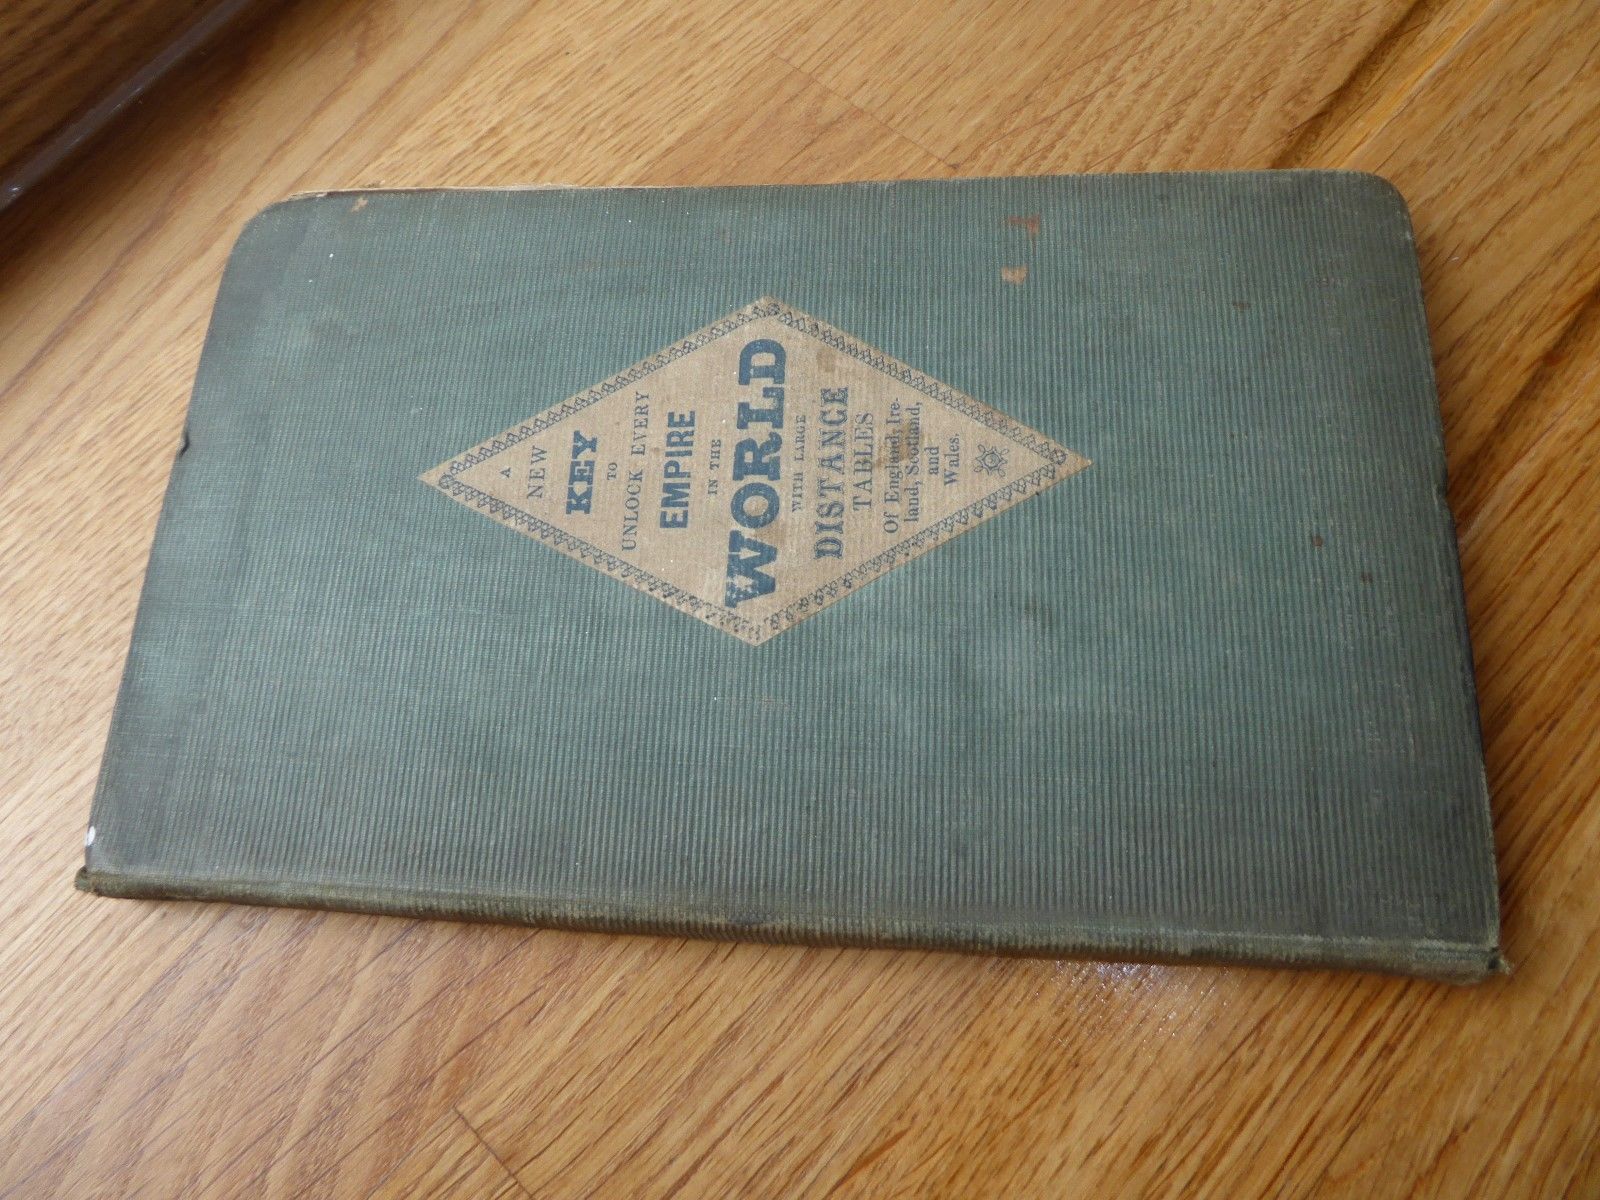 A
NEW
KEY
TO
UNLOCK EVERY
EMPIRE
IN THE
WORLD
WITH LARGE
DISTANCE
TABLES
Of England, Ire-
land, Scotland,
and
Wales.